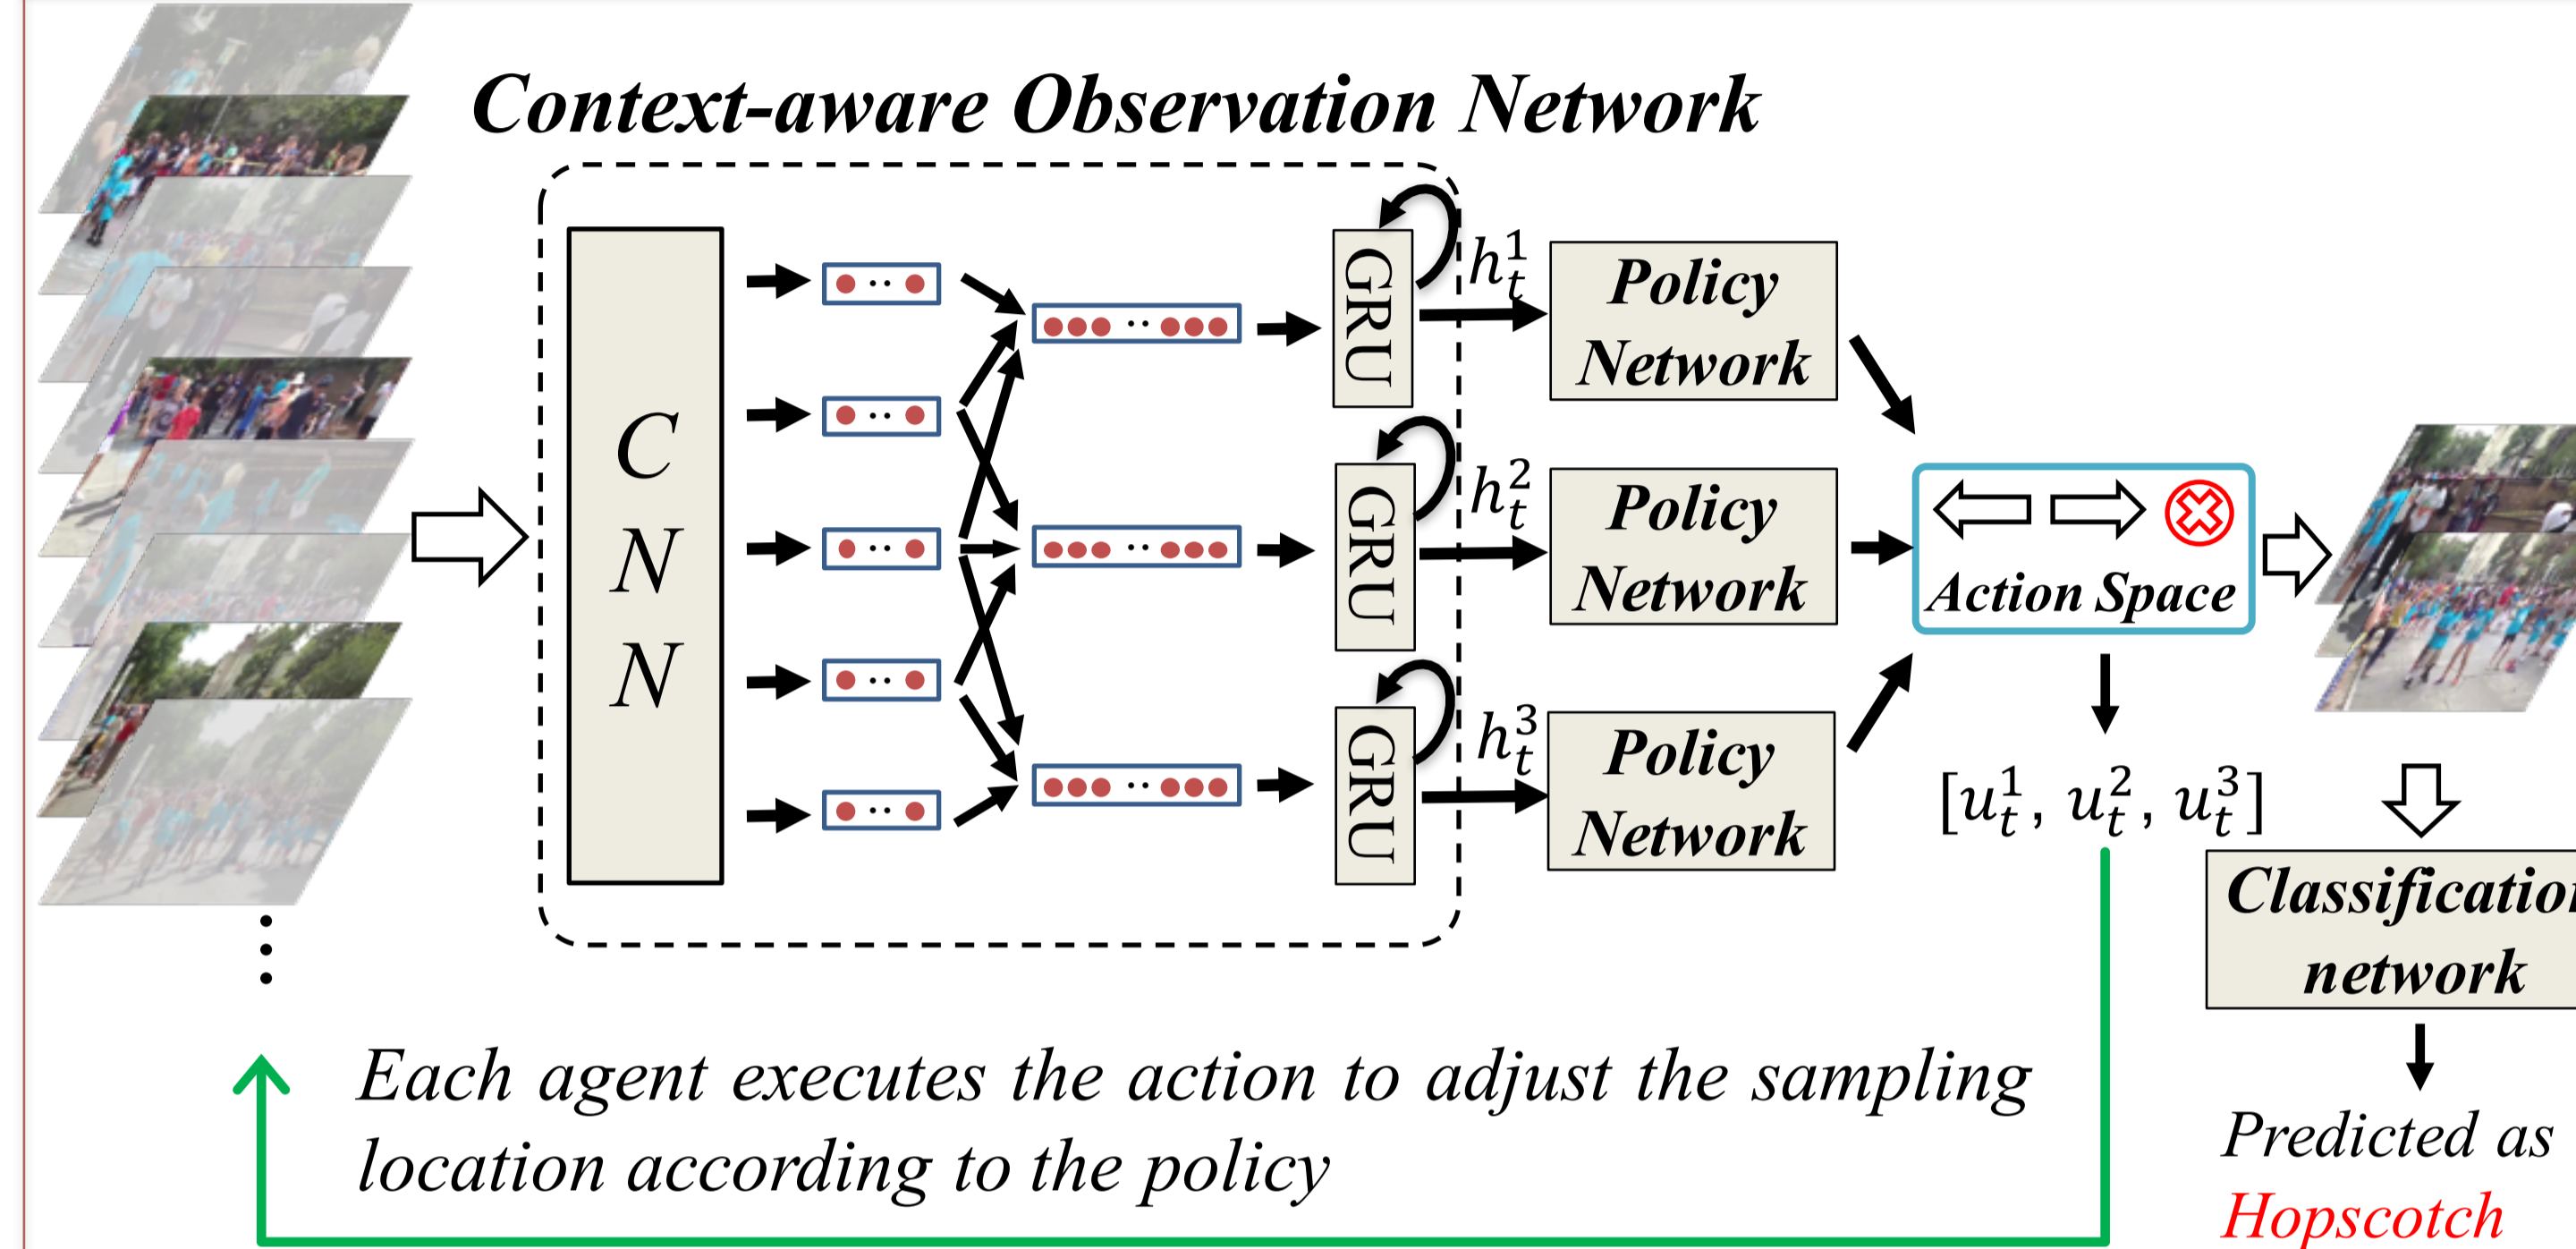 Context-aware Observation Network
C
N
N
GRU
GRU
GRU
h_t^1
h_t^2
h_t^3
Policy
Network
Policy
Network
Policy
Network
Action Space
[u_t^1, u_t^2, u_t^3]
Classification
network
Predicted as
Hopscotch
Each agent executes the action to adjust the sampling
location according to the policy